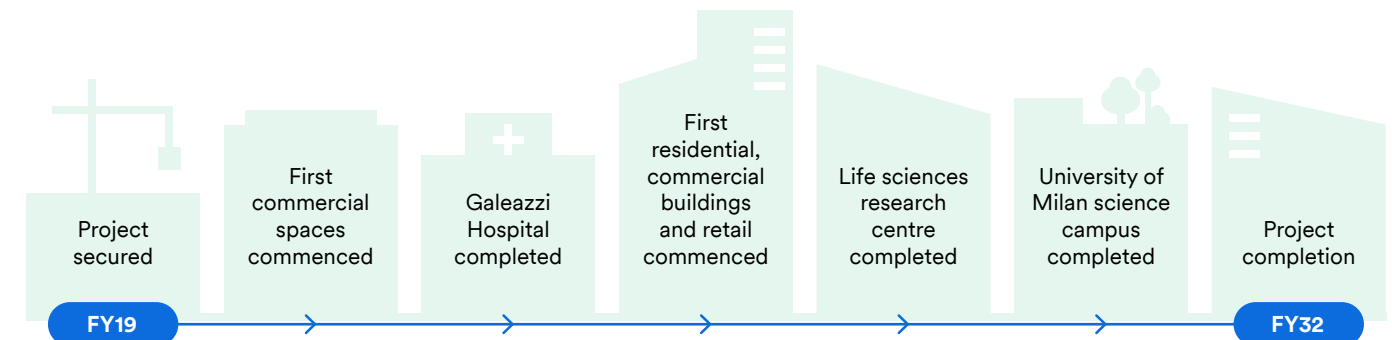 Project
secured
First
commercial
spaces
commenced
Galeazzi
Hospital
completed
First
residential,
commercial
buildings
and retail
commenced
Life sciences
research
centre
completed
University of
Milan science
campus
completed
Project
completion
FY19
FY32